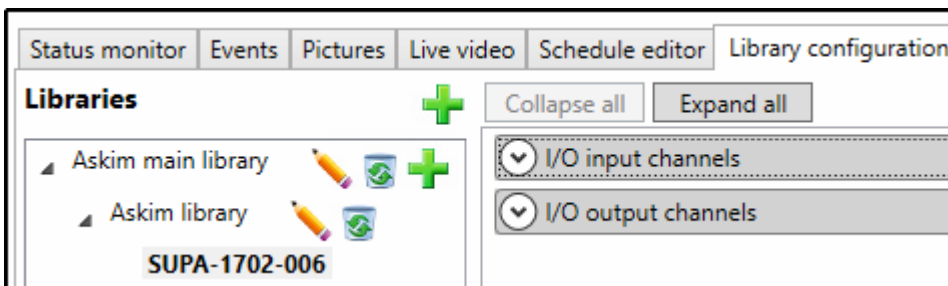 Status monitor Events Pictures Live video Schedule editor Library configuration
Libraries
Collapse all Expand all
Askim main library
Askim library
SUPA-1702-006
I/O input channels
I/O output channels